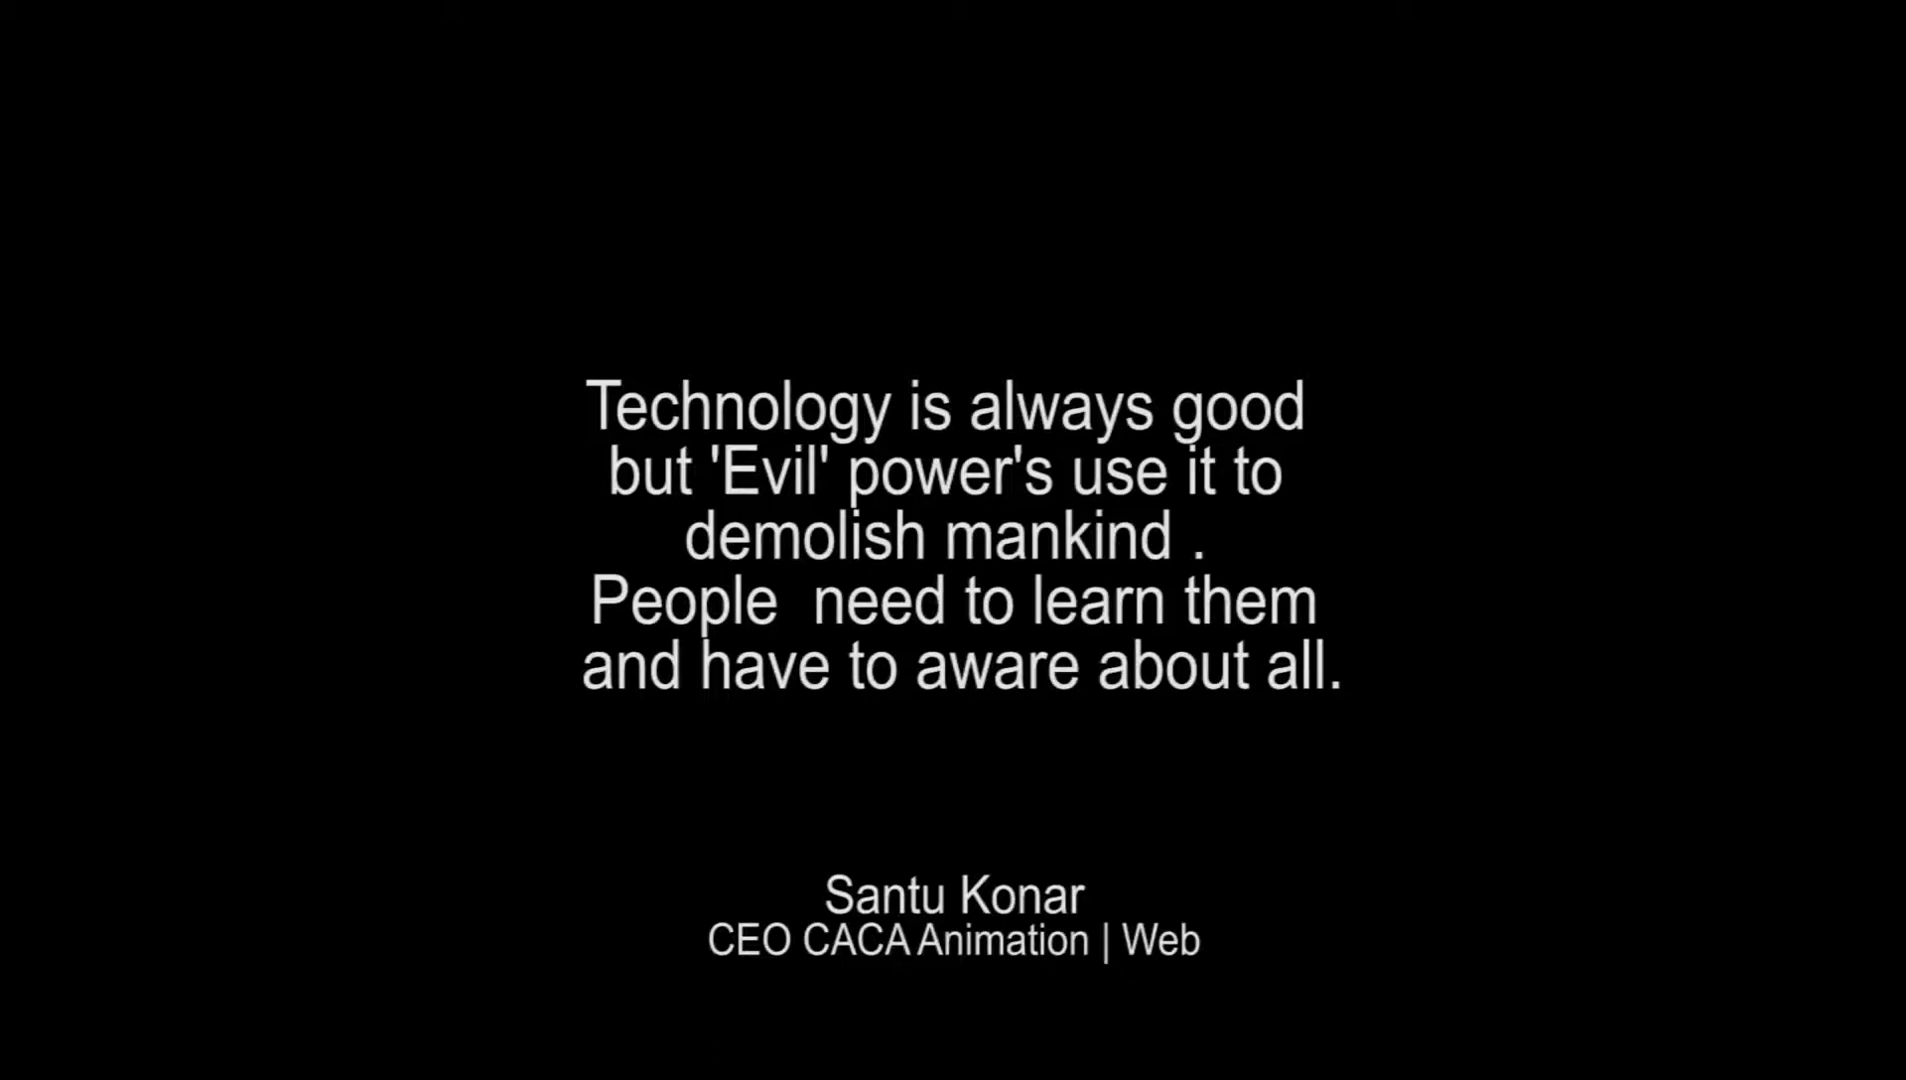 Technology is always good
but 'Evil' power's use it to
demolish mankind .
People  need to learn them
and have to aware about all.
Santu Konar
CEO CACA Animation | Web